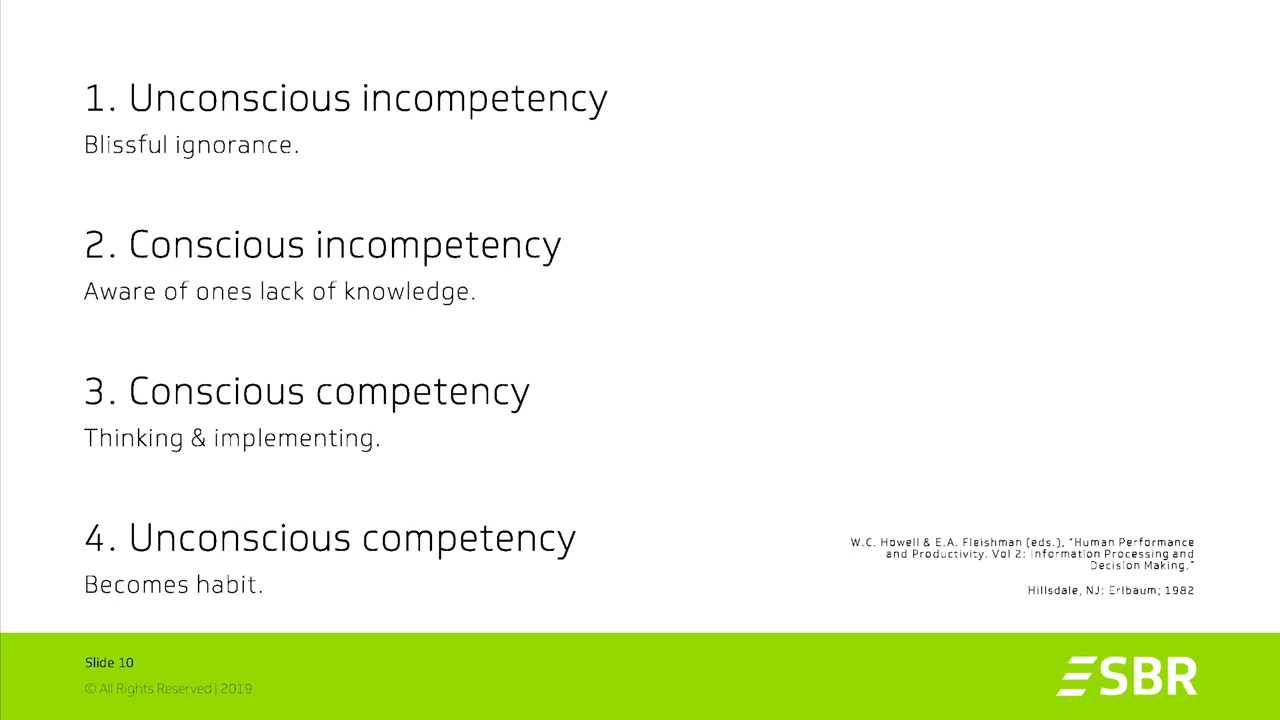 1. Unconscious incompetency
Blissful ignorance.
2. Conscious incompetency
Aware of ones lack of knowledge.
3. Conscious competency
Thinking & implementing.
4. Unconscious competency
Becomes habit.
W.C. Howell & E.A. Fleishman (eds.), "Human Performance
and Productivity. Vol 2: Information Processing and
Decision Making."
Hillsdale, NJ: Erlbaum; 1982
Slide 10
© All Rights Reserved | 2019
SBR